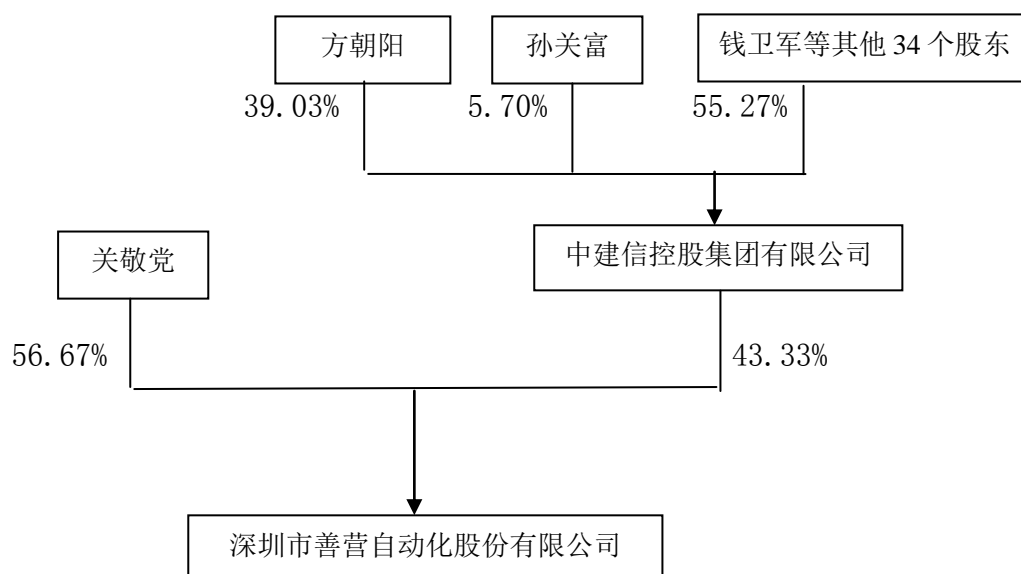 方朝阳
孙关富
钱卫军等其他 34 个股东
39.03%
5.70%
55.27%
关敬党
中建信控股集团有限公司
56.67%
43.33%
深圳市善营自动化股份有限公司